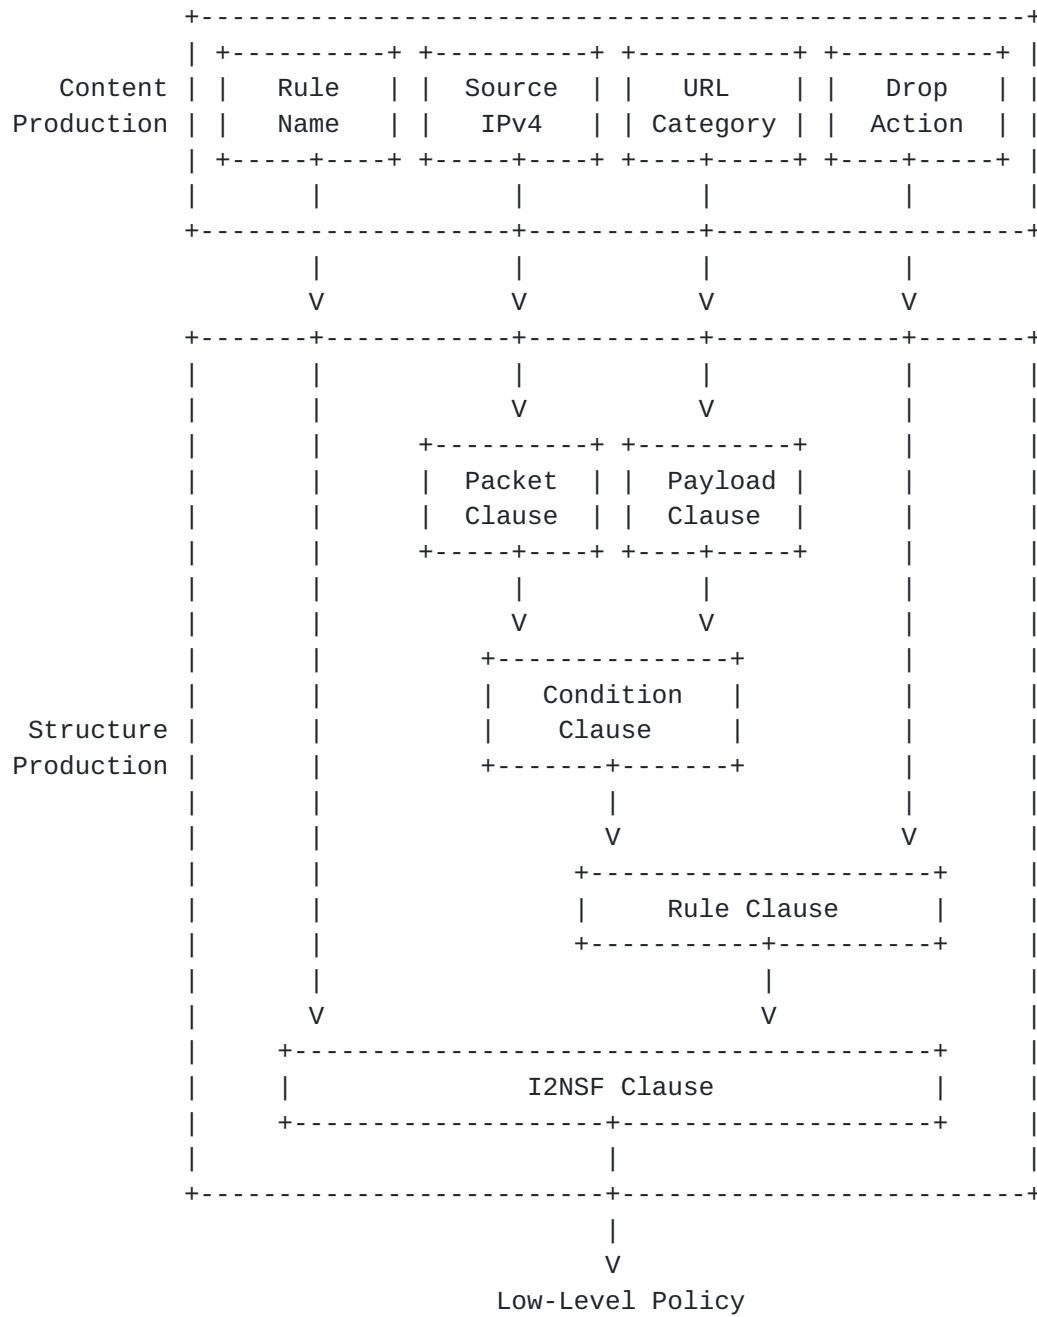 +-----------------------------------------------------+
| +----------+ +----------+ +----------+ +----------+ |
Content | |   Rule   | |  Source  | |   URL    | |   Drop   | |
Production | |   Name   | |   IPv4   | | Category | |  Action  | |
| +-----+----+ +-----+----+ +----+-----+ +----+-----+ |
|       |            |           |            |       |
+--------------------+-----------+--------------------+
|            |           |            |
V            V           V            V
+-------+------------+-----------+------------+-------+
|       |            |           |            |       |
|       |            V           V            |       |
|       |      +----------+ +----------+      |       |
|       |      |  Packet  | |  Payload |      |       |
|       |      |  Clause  | |  Clause  |      |       |
|       |      +-----+----+ +----+-----+      |       |
|       |            |           |            |       |
|       |            V           V            |       |
|       |          +---------------+          |       |
|       |          |   Condition   |          |       |
Structure |       |          |    Clause     |          |       |
Production |       |          +-------+-------+          |       |
|       |                  |                  |       |
|       |                  V                  V       |
|       |                +----------------------+     |
|       |                |     Rule Clause      |     |
|       |                +-----------+----------+     |
|       |                            |                |
|       V                            V                |
|     +-----------------------------------------+     |
|     |               I2NSF Clause              |     |
|     +--------------------+--------------------+     |
|                          |                          |
+--------------------------+--------------------------+
|
V
Low-Level Policy